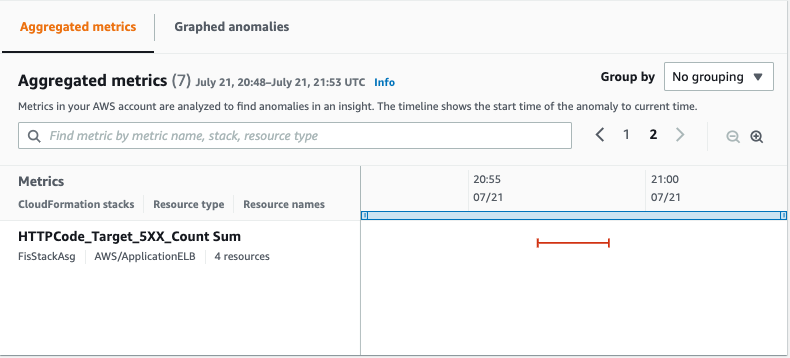 Aggregated metrics Graphed anomalies
Aggregated metrics (7) July 21, 20:48–July 21, 21:53 UTC Info Group by No grouping
Metrics in your AWS account are analyzed to find anomalies in an insight. The timeline shows the start time of the anomaly to current time.
Find metric by metric name, stack, resource type 1 2
Metrics 20:55 21:00
07/21 07/21
CloudFormation stacks Resource type Resource names
HTTPCode_Target_5XX_Count Sum
FisStackAsg AWS/ApplicationELB 4 resources